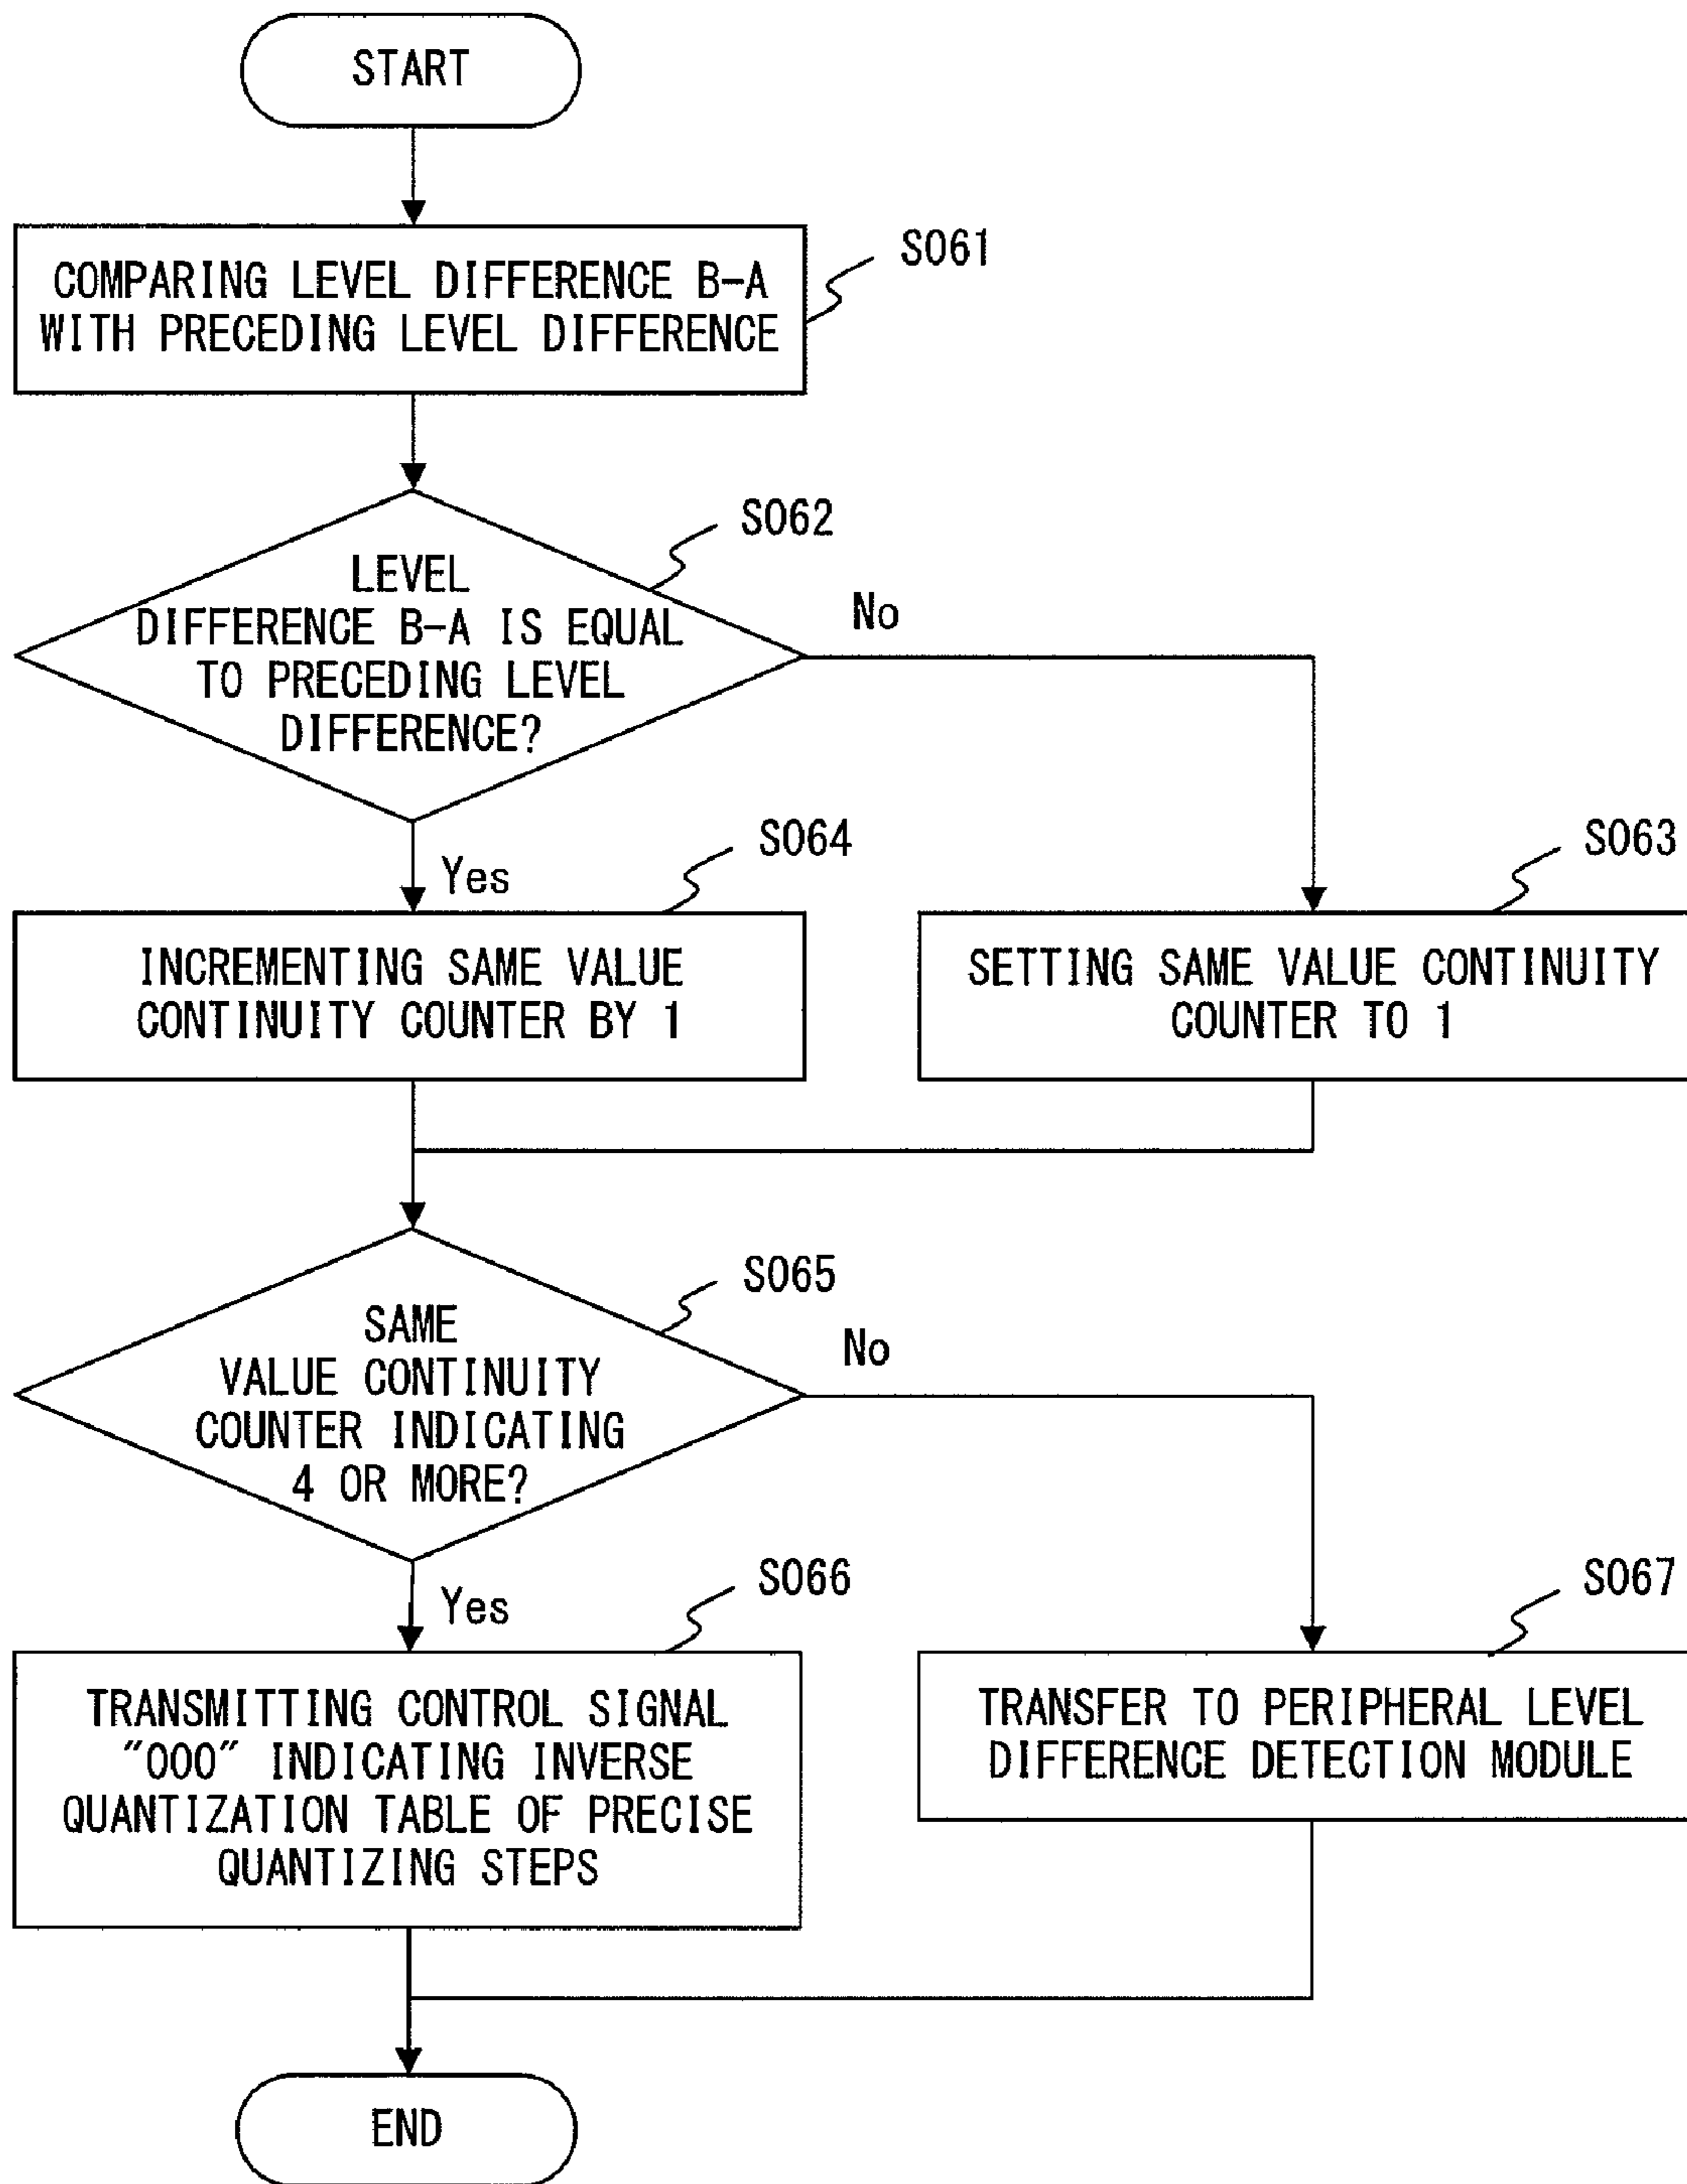 START
S061
COMPARING LEVEL DIFFERENCE B-A
WITH PRECEDING LEVEL DIFFERENCE
S062
LEVEL
DIFFERENCE B-A IS EQUAL
TO PRECEDING LEVEL
DIFFERENCE?
No
Yes
S064
INCREMENTING SAME VALUE
CONTINUITY COUNTER BY 1
S063
SETTING SAME VALUE CONTINUITY
COUNTER TO 1
S065
SAME
VALUE CONTINUITY
COUNTER INDICATING
4 OR MORE?
No
Yes
S066
TRANSMITTING CONTROL SIGNAL
"000" INDICATING INVERSE
QUANTIZATION TABLE OF PRECISE
QUANTIZING STEPS
S067
TRANSFER TO PERIPHERAL LEVEL
DIFFERENCE DETECTION MODULE
END